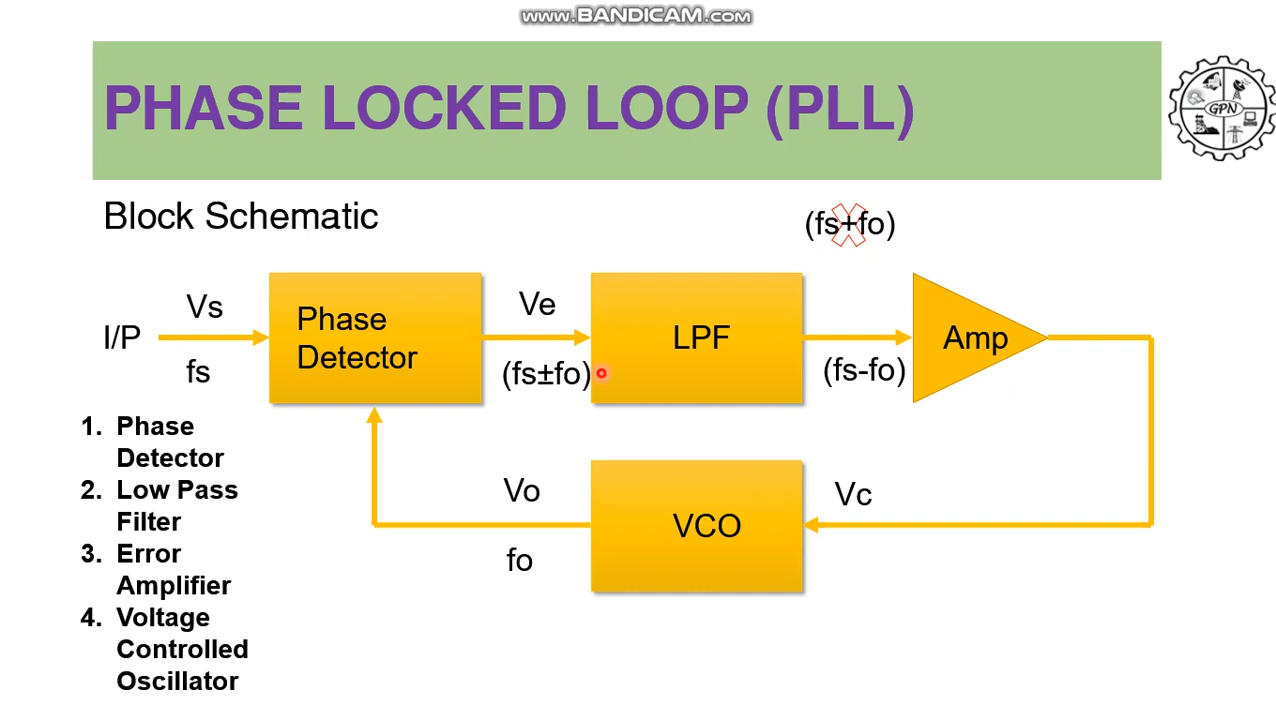 www.BANDICAM.com
PHASE LOCKED LOOP (PLL)
GPN
Block Schematic
(fs+fo)
I/P
Vs
fs
Phase
Detector
Ve
(fs±fo)
LPF
(fs-fo)
Amp
1. Phase
Detector
2. Low Pass
Filter
3. Error
Amplifier
4. Voltage
Controlled
Oscillator
Vo
fo
VCO
Vc